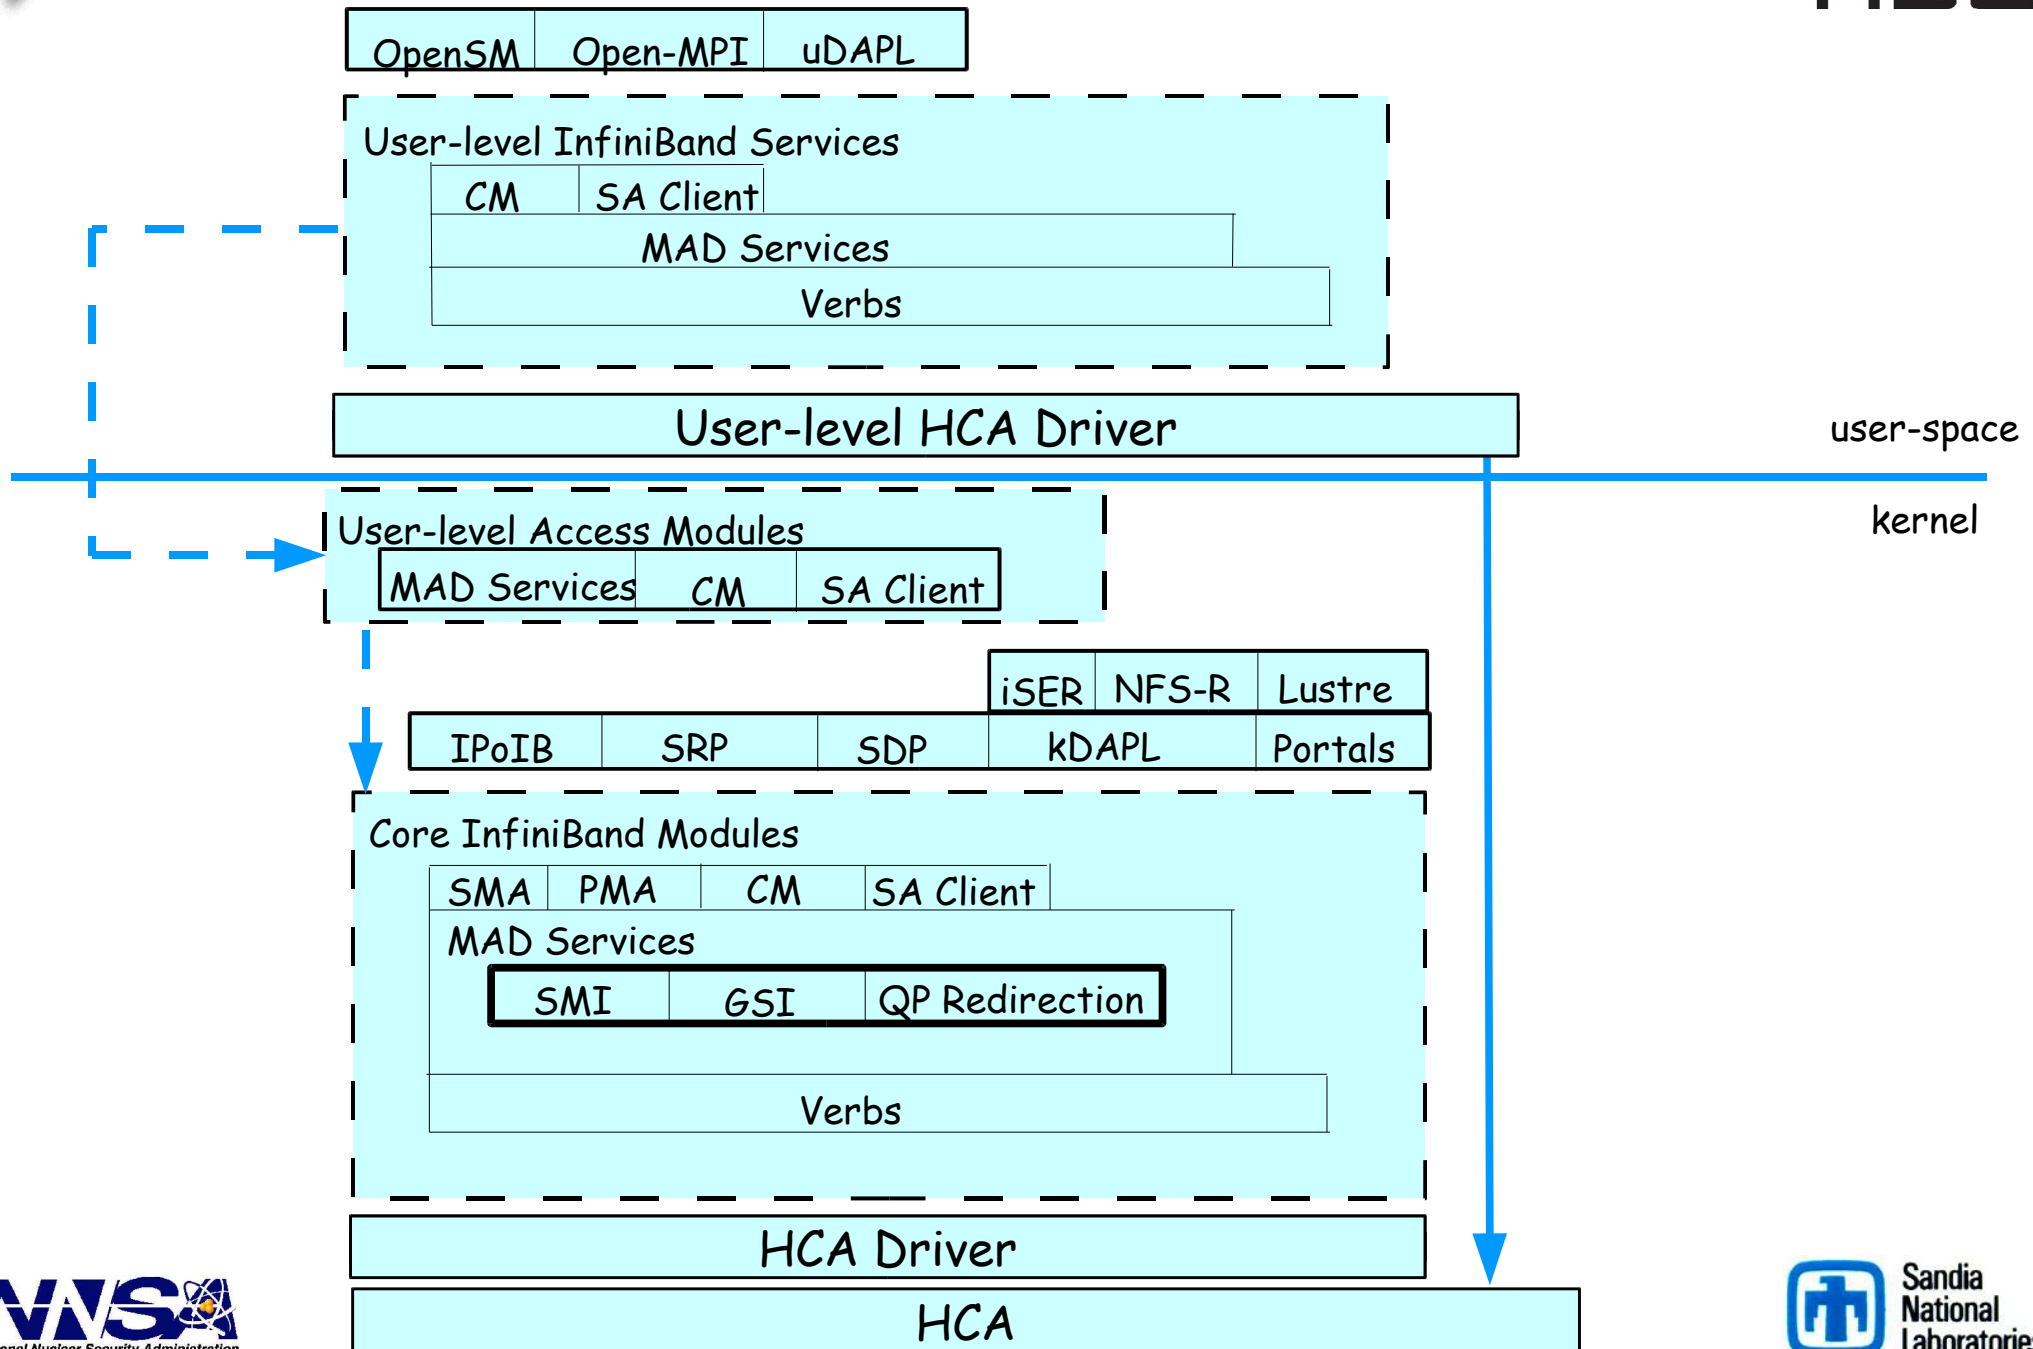 OpenSM Open-MPI uDAPL
User-level InfiniBand Services
CM SA Client
MAD Services
Verbs
User-level HCA Driver
user-space
kernel
User-level Access Modules
MAD Services CM SA Client
iSER NFS-R Lustre
IPoIB SRP SDP kDAPL Portals
Core InfiniBand Modules
SMA PMA CM SA Client
MAD Services
SMI GSI QP Redirection
Verbs
HCA Driver
HCA
Nuclear Security Administration
Sandia
National